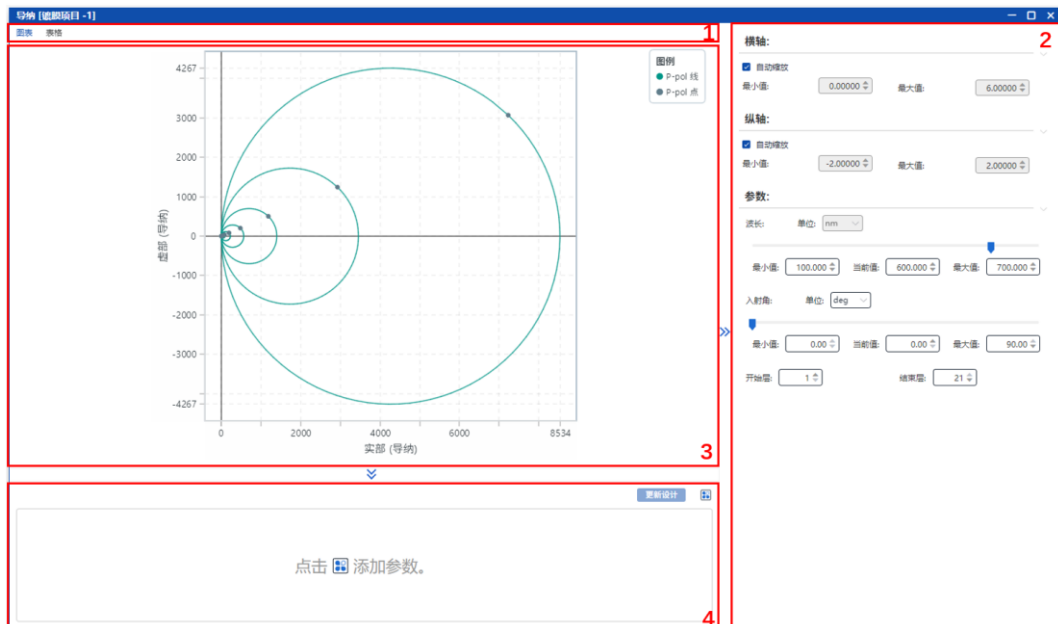 导纳 [镀膜项目 -1]
图表 表格
1
图例
P-pol 线
P-pol 点
4267
3000
2000
1000
0
-1000
-2000
-3000
-4267
虚部 (导纳)
0 2000 4000 6000 8534
实部 (导纳)
3
2
横轴:
自动缩放
最小值: 0.00000 最大值: 6.00000
纵轴:
自动缩放
最小值: -2.00000 最大值: 2.00000
参数:
波长: 单位: nm
最小值: 100.000 当前值: 600.000 最大值: 700.000
入射角: 单位: deg
最小值: 0.00 当前值: 0.00 最大值: 90.00
开始层: 1 结束层: 21
更新设计
点击 添加参数。
4